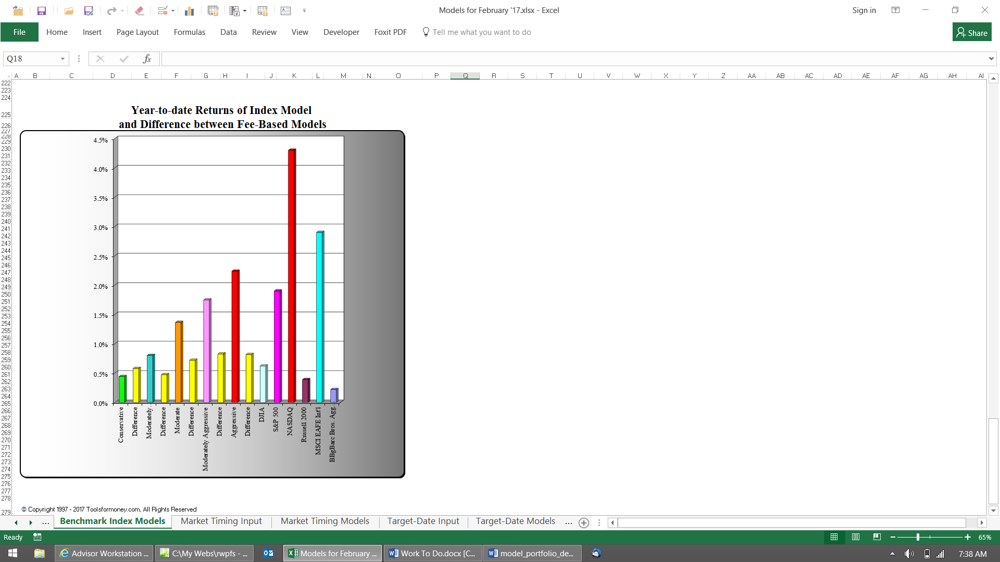 Models for February '17.xlsx - Excel
Sign in
File Home Insert Page Layout Formulas Data Review View Developer Foxit PDF Tell me what you want to do Share
Q18 fx
A B C D E F G H I J K L M N O P Q R S T U V W X Y Z AA AB AC AD AE AF AG AH AI
222
223
224
225
226
227
228
229
230
231
232
233
234
235
236
237
238
239
240
241
242
243
244
245
246
247
248
249
250
251
252
253
254
255
256
257
258
259
260
261
262
263
264
265
266
267
268
269
270
271
272
273
274
275
276
277
278
279
Year-to-date Returns of Index Model
and Difference between Fee-Based Models
4.5%
4.0%
3.5%
3.0%
2.5%
2.0%
1.5%
1.0%
0.5%
0.0%
Conservative
Difference
Moderately...
Difference
Moderate
Difference
Moderately Aggressive
Difference
Aggressive
Difference
DJIA
S&P 500
NASDAQ
Russell 2000
MSCI EAFE Int'l
BBgBarc Bros. Agg...
© Copyright 1997 - 2017 Toolsformoney.com, All Rights Reserved
... Benchmark Index Models Market Timing Input Market Timing Models Target-Date Input Target-Date Models ...
Ready 65%
Advisor Workstation ... C:\My Webs\rwpfs - ... Models for February ... Work To Do.docx [C... model_portfolio_de... 7:38 AM